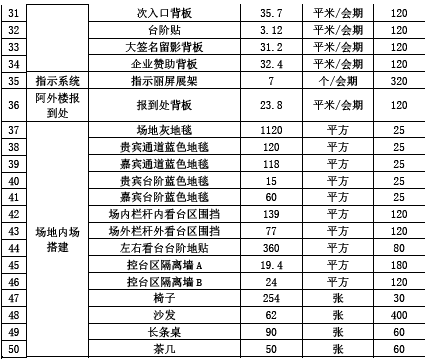 31 次入口背板 35.7 平米/会期 120
32 台阶贴 3.12 平米/会期 120
33 大签名留影背板 31.2 平米/会期 120
34 企业赞助背板 32.4 平米/会期 120
35 指示系统 指示丽屏展架 7 个/会期 320
36 阿外楼报到处 报到处背板 23.8 平米/会期 120
37 场地内场搭建 场地灰地毯 1120 平方 25
38 贵宾通道蓝色地毯 120 平方 25
39 嘉宾通道蓝色地毯 118 平方 25
40 贵宾台阶蓝色地毯 15 平方 25
41 嘉宾台阶蓝色地毯 60 平方 25
42 场内栏杆内看台区围挡 139 平方 120
43 场外栏杆外看台区围挡 77 平方 120
44 左右看台台阶地贴 360 平方 80
45 控台区隔离墙 A 19.4 平方 180
46 控台区隔离墙 B 24 平方 120
47 椅子 254 张 30
48 沙发 62 张 400
49 长条桌 90 张 60
50 茶几 50 张 60